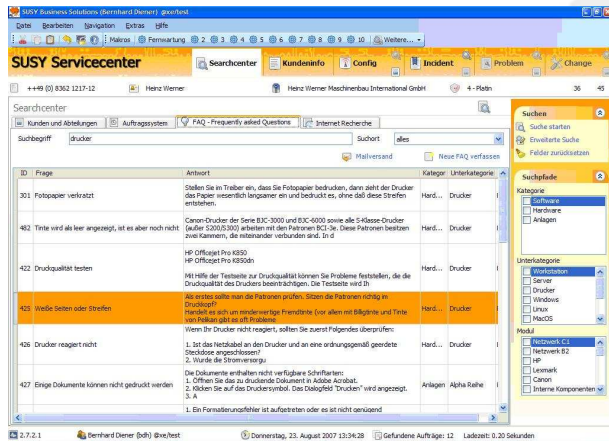 SUSY Business Solutions (Bernhard Diener) @xe/test
Datei Bearbeiten Navigation Extras Hilfe
Makros Fernwartung 2 3 4 5 6 7 8 9 10 Weitere...
SUSY Servicecenter Searchcenter Kundeninfo Config Incident Problem Change
++49 (0) 8362 1217-12 Heinz Werner Heinz Werner Maschinenbau International GmbH 4 - Platin 36 45
Searchcenter
Kunden und Abteilungen Auftragssystem FAQ - Frequently asked Questions Internet Recherche
Suchbegriff drucker Suchort alles
Mailversand Neue FAQ verfassen
ID Frage Antwort Kategor Unterkategorie
301 Fotopapier verkratzt Stellen Sie im Treiber ein, dass Sie Fotopapier bedrucken, dann zieht der Drucker
das Papier wesentlich langsamer ein und bedruckt es, ohne daß diese Streifen Hard... Drucker
entstehen.
482 Tinte wird als leer angezeigt, ist es aber noch nicht Canon-Drucker der Serie BJC-3000 und BJC-6000 sowie alle S-Klasse-Drucker
(außer S200/S300) arbeiten mit den Patronen BCI-3e. Diese Patronen besitzen Hard... Drucker
zwei Kammern, die miteinander verbunden sind. In d
422 Druckqualität testen HP Officejet Pro K850
HP Officejet Pro K850dn
Hard... Drucker
Mit Hilfe der Testseite zur Druckqualität können Sie Probleme feststellen, die die
Druckqualität des Druckers beeinträchtigen. Die Testseite wird Ih
425 Weiße Seiten oder Streifen Als erstes sollte man die Patronen prüfen. Sitzen die Patronen richtig im
Druckkopf? Hard... Drucker
Handelt es sich um minderwertige Fremdtinte (vor allem mit Billigtinte und Tinte
von Pelikan gibt es oft Probleme
426 Drucker reagiert nicht Wenn Ihr Drucker nicht reagiert, sollten Sie zuerst Folgendes überprüfen:
Hard... Drucker
1. Ist das Netzkabel an den Drucker und an eine ordnungsgemäß geerdete
Steckdose angeschlossen?
2. Wurde die Stromversorgu
427 Einige Dokumente können nicht gedruckt werden Die Dokumente enthalten nicht verfügbare Schriftarten:
1. Öffnen Sie das zu druckende Dokument in Adobe Acrobat.
2. Klicken Sie auf das Druckersymbol. Das Dialogfeld "Drucken" wird angezeigt. Anlagen Alpha Reihe
3. A
1. Ein Formatierungsfehler ist aufgetreten oder es ist nicht genügend
Suchen
Suche starten
Erweiterte Suche
Felder zurücksetzen
Suchpfade
Kategorie
Software
Hardware
Anlagen
Unterkategorie
Workstation
Server
Drucker
Windows
Linux
MacOS
Modul
Netzwerk C1
Netzwerk B2
HP
Lexmark
Canon
Interne Komponenten
2.7.2.1 Bernhard Diener (bdh) @xe/test Donnerstag, 23. August 2007 13:34:28 Gefundene Aufträge: 12 Ladezeit: 0.20 Sekunden